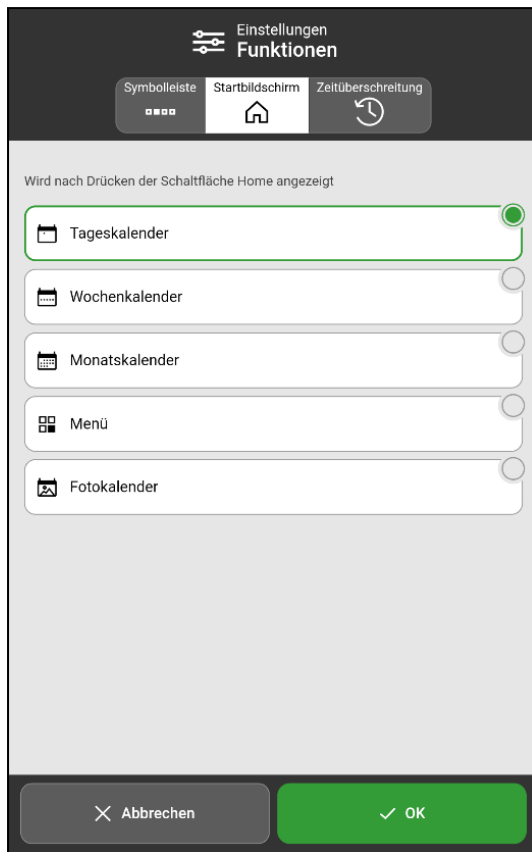 Einstellungen
Funktionen
Symbolleiste
Startbildschirm
Zeitüberschreitung
Wird nach Drücken der Schaltfläche Home angezeigt
Tageskalender
Wochenkalender
Monatskalender
Menü
Fotokalender
Abbrechen
OK